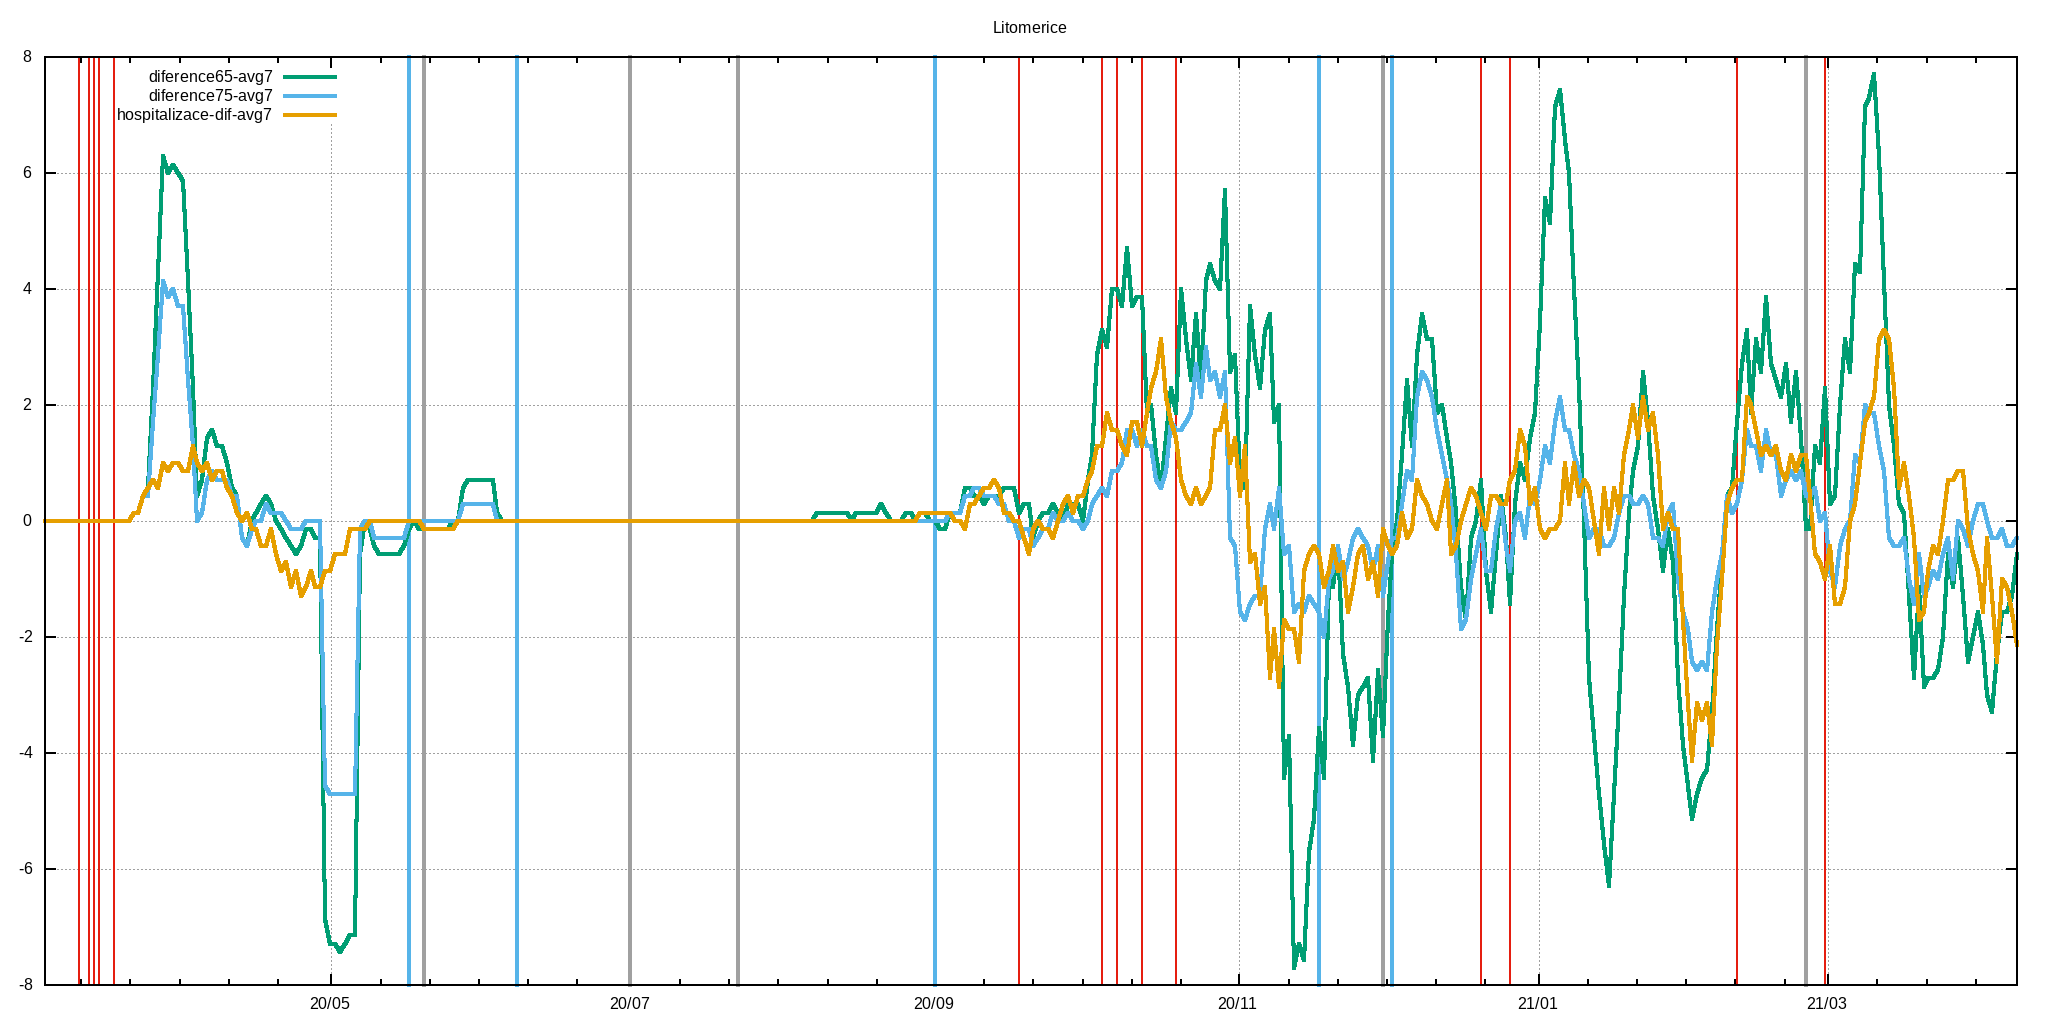 Litomerice
8
diference65-avg7
diference75-avg7
hospitalizace-dif-avg7
6
4
2
0
-2
-4
-6
-8
20/05 20/07 20/09 20/11 21/01 21/03